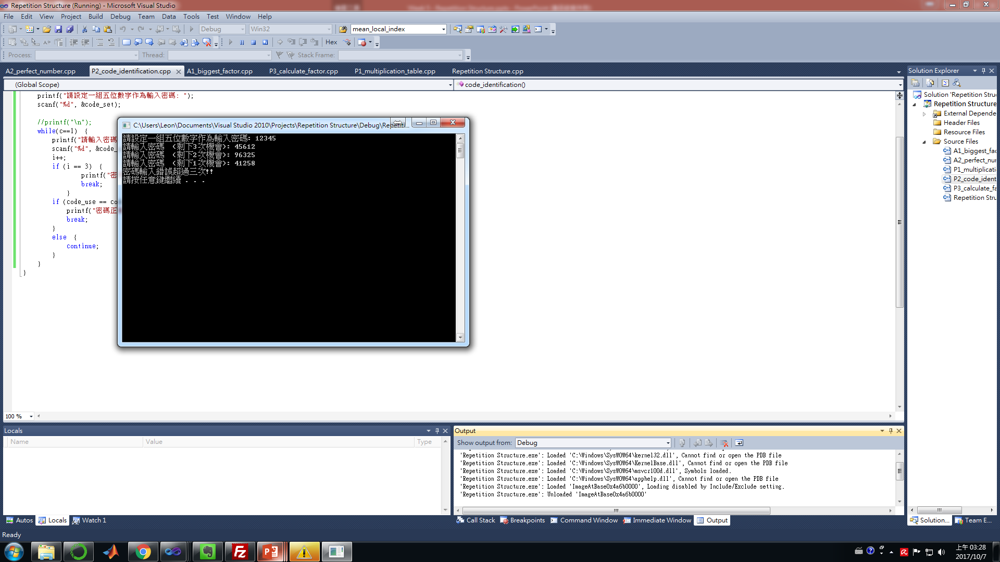 Repetition Structure (Running) - Microsoft Visual Studio
File Edit View Project Build Debug Team Data Tools Test Window Help
Debug Win32 mean_local_index
Hex
Process: Thread: Stack Frame:
A2_perfect_number.cpp P2_code_identification.cpp A1_biggest_factor.cpp P3_calculate_factor.cpp P1_multiplication_table.cpp Repetition Structure.cpp
(Global Scope) code_identification()
printf("請設定一組五位數字作為輸入密碼: ");
scanf("%d", &code_set);
//printf("\n");
while(c==1) {
printf("請輸入密碼
scanf("%d", &code_
i++;
if (i == 3) {
printf("密
break;
}
if (code_use == co
printf("密碼正
break;
}
else {
continue;
}
}
}
C:\Users\Leon\Documents\Visual Studio 2010\Projects\Repetition Structure\Debug\Repetiti...
請設定一組五位數字作為輸入密碼: 12345
請輸入密碼 (剩下3次機會): 45612
請輸入密碼 (剩下2次機會): 96325
請輸入密碼 (剩下1次機會): 41258
密碼輸入錯誤超過三次!!
請按任意鍵繼續 . . .
Solution Explorer
Solution 'Repetition Stru
Repetition Structure
External Depende
Header Files
Resource Files
Source Files
A1_biggest_fac
A2_perfect_num
P1_multiplicati
P2_code_ident
P3_calculate_fa
Repetition Stru
100 %
Locals
Name Value Type
Autos Locals Watch 1
Output
Show output from: Debug
'Repetition Structure.exe': Loaded 'C:\Windows\SysWOW64\kernel32.dll', Cannot find or open the PDB file
'Repetition Structure.exe': Loaded 'C:\Windows\SysWOW64\KernelBase.dll', Cannot find or open the PDB file
'Repetition Structure.exe': Loaded 'C:\Windows\SysWOW64\msvcr100d.dll', Symbols loaded.
'Repetition Structure.exe': Loaded 'C:\Windows\SysWOW64\apphelp.dll', Cannot find or open the PDB file
'Repetition Structure.exe': Loaded 'ImageAtBase0x4a6b0000', Loading disabled by Include/Exclude setting.
'Repetition Structure.exe': Unloaded 'ImageAtBase0x4a6b0000'
Call Stack Breakpoints Command Window Immediate Window Output
Solution... Team E...
Ready
上午 03:28
2017/10/7